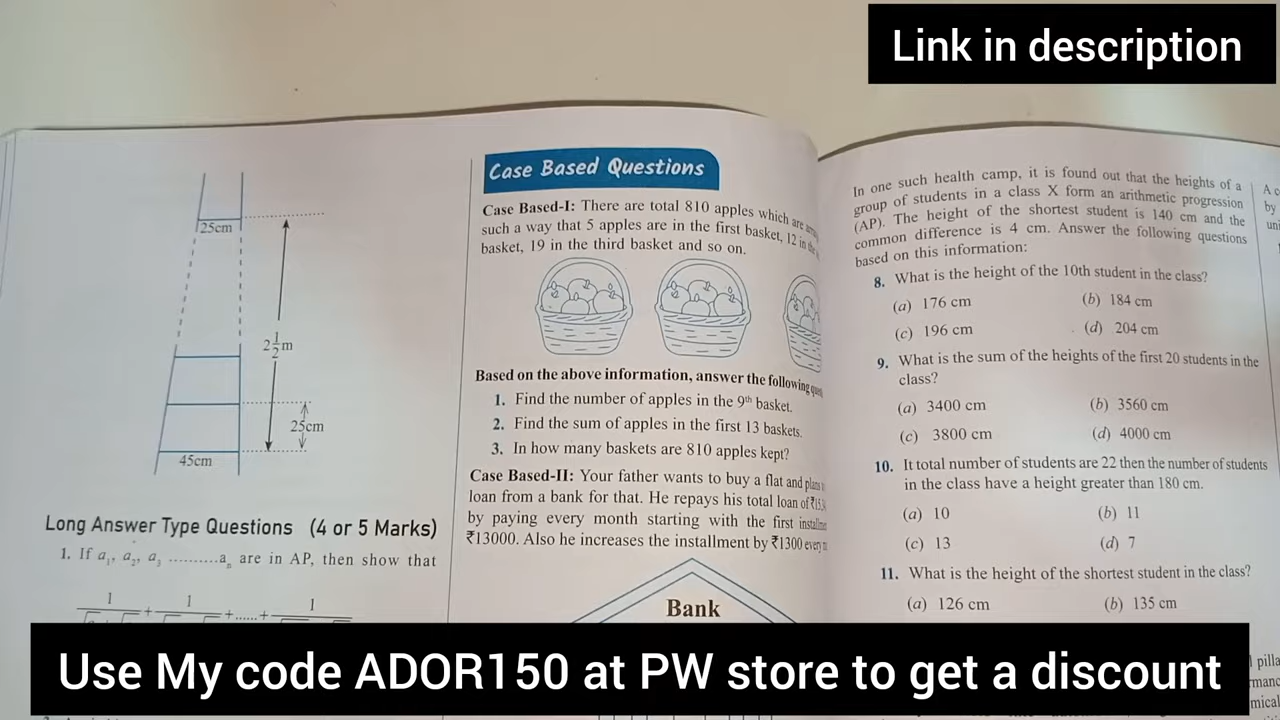 Link in description
25cm
2 1/2 m
25cm
45cm
Long Answer Type Questions (4 or 5 Marks)
1. If a₁, a₂, a₃ ..........aₙ are in AP, then show that
Case Based Questions
Case Based-I: There are total 810 apples which are
such a way that 5 apples are in the first basket, 12 in
basket, 19 in the third basket and so on.
Based on the above information, answer the following
1. Find the number of apples in the 9th basket.
2. Find the sum of apples in the first 13 baskets.
3. In how many baskets are 810 apples kept?
Case Based-II: Your father wants to buy a flat and
loan from a bank for that. He repays his total loan of
by paying every month starting with the first
₹13000. Also he increases the installment by ₹1300 every
Bank
In one such health camp, it is found out that the heights of a
group of students in a class X form an arithmetic progression
(AP). The height of the shortest student is 140 cm and the
common difference is 4 cm. Answer the following questions
based on this information:
8. What is the height of the 10th student in the class?
(a) 176 cm (b) 184 cm
(c) 196 cm (d) 204 cm
9. What is the sum of the heights of the first 20 students in the
class?
(a) 3400 cm (b) 3560 cm
(c) 3800 cm (d) 4000 cm
10. It total number of students are 22 then the number of students
in the class have a height greater than 180 cm.
(a) 10 (b) 11
(c) 13 (d) 7
11. What is the height of the shortest student in the class?
(a) 126 cm (b) 135 cm
by
Use My code ADOR150 at PW store to get a discount